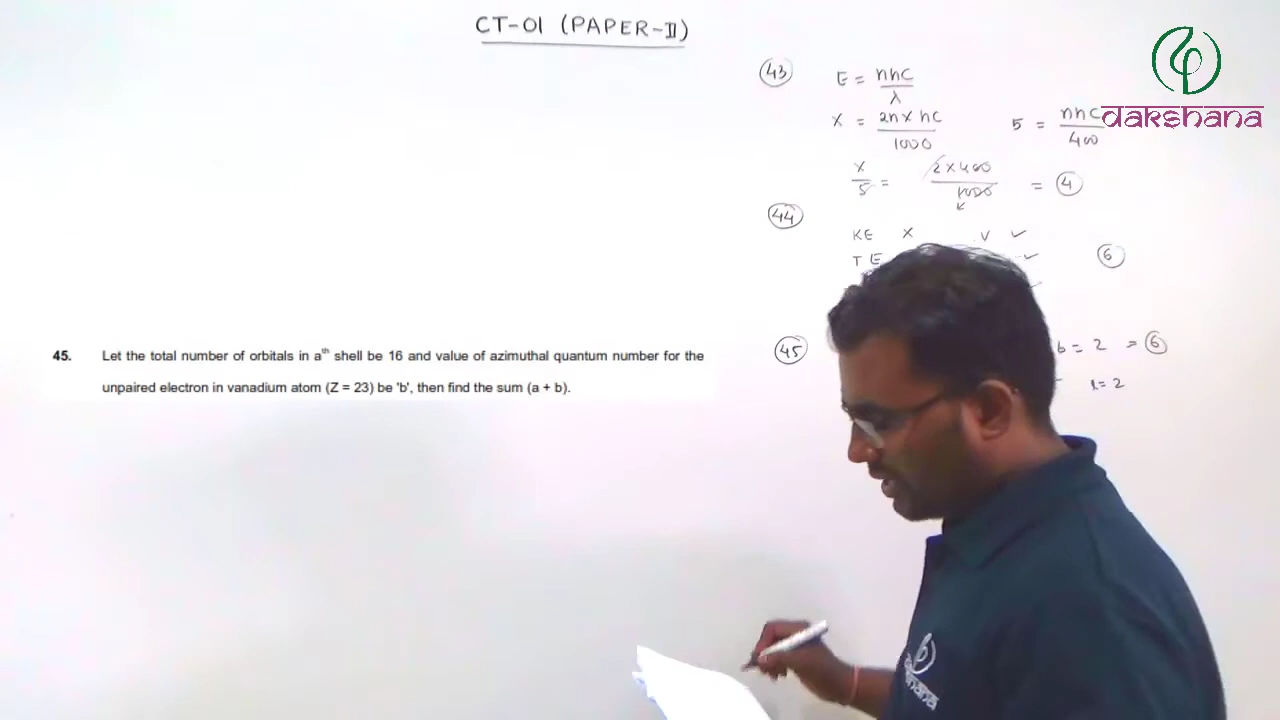 CT-01 (PAPER-II)
dakshana
43 E = nhc/λ
X = 2n x hc/1000 5 = nhc/400
X/5 = 2 x 400/1000 = 4
44
KE X V ✓
TE ✓
6
45. Let the total number of orbitals in aᵗʰ shell be 16 and value of azimuthal quantum number for the
unpaired electron in vanadium atom (Z = 23) be 'b', then find the sum (a + b).
45 b = 2 = 6
l = 2
dakshana